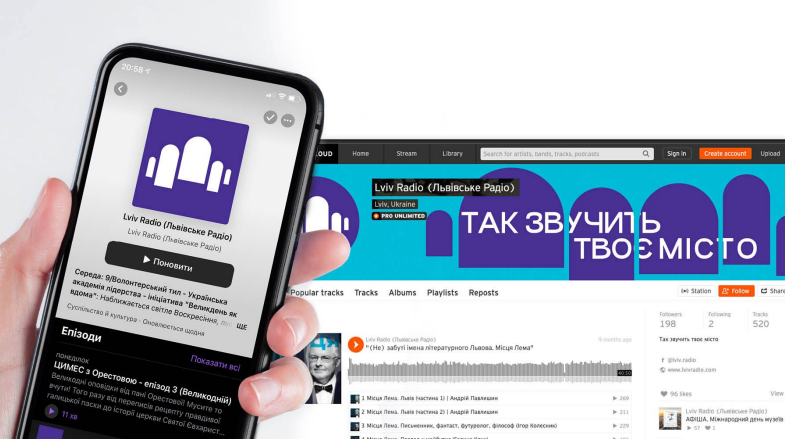 20:58
Lviv Radio (Львівське Радіо)
Lviv Radio (Львівське Радіо)
Поновити
Середа: 9/Волонтерський тил - Українська
академія лідерства - ініціатива "Великдень як
вдома": Наближається світле Воскресіння,
ЩЕ
Суспільство й культура · Оновлюється щодня
Епізоди
Показати всі
ПОНЕДІЛОК
ЦИМЕС з Орестовою - епізод 3 (Великодній)
Великодні оповідки від пані Орестової! Мусите то
вчути! Того разу від переписів рецепту правдивої
галицької паски до історії церкви Святої Євхарист...
11 хв
LOUD
Home
Stream
Library
Search for artists, bands, tracks, podcasts
Sign in
Create account
Upload
Lviv Radio (Львівське Радіо)
Lviv, Ukraine
PRO UNLIMITED
ТАК ЗВУЧИТЬ
ТВОЄ МІСТО
Popular tracks
Tracks
Albums
Playlists
Reposts
Station
Follow
Share
Followers
198
Following
2
Tracks
520
Так звучить твоє місто
@lviv.radio
www.lvivradio.com
96 likes
View
Lviv Radio (Львівське Радіо)
АФІША, Міжнародний день музеїв
57
1
Lviv Radio (Львівське Радіо)
9 months ago
"(Не) забуті імена літературного Львова. Місця Лема"
40:50
1 Місця Лема. Львів (частина 1) | Андрій Павлишин
269
2 Місця Лема. Львів (частина 2) | Андрій Павлишин
211
3 Місця Лема. Письменник, фантаст, футуролог, філософ (Ігор Колесник)
229